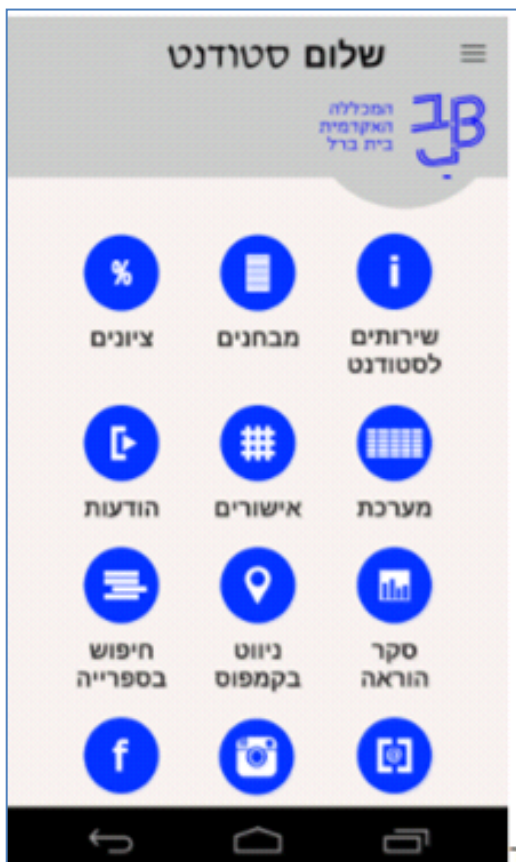 שלום סטודנט
המכללה
האקדמית
בית ברל
שירותים
לסטודנט
מבחנים
ציונים
מערכת
אישורים
הודעות
סקר
הוראה
ניווט
בקמפוס
חיפוש
בספרייה